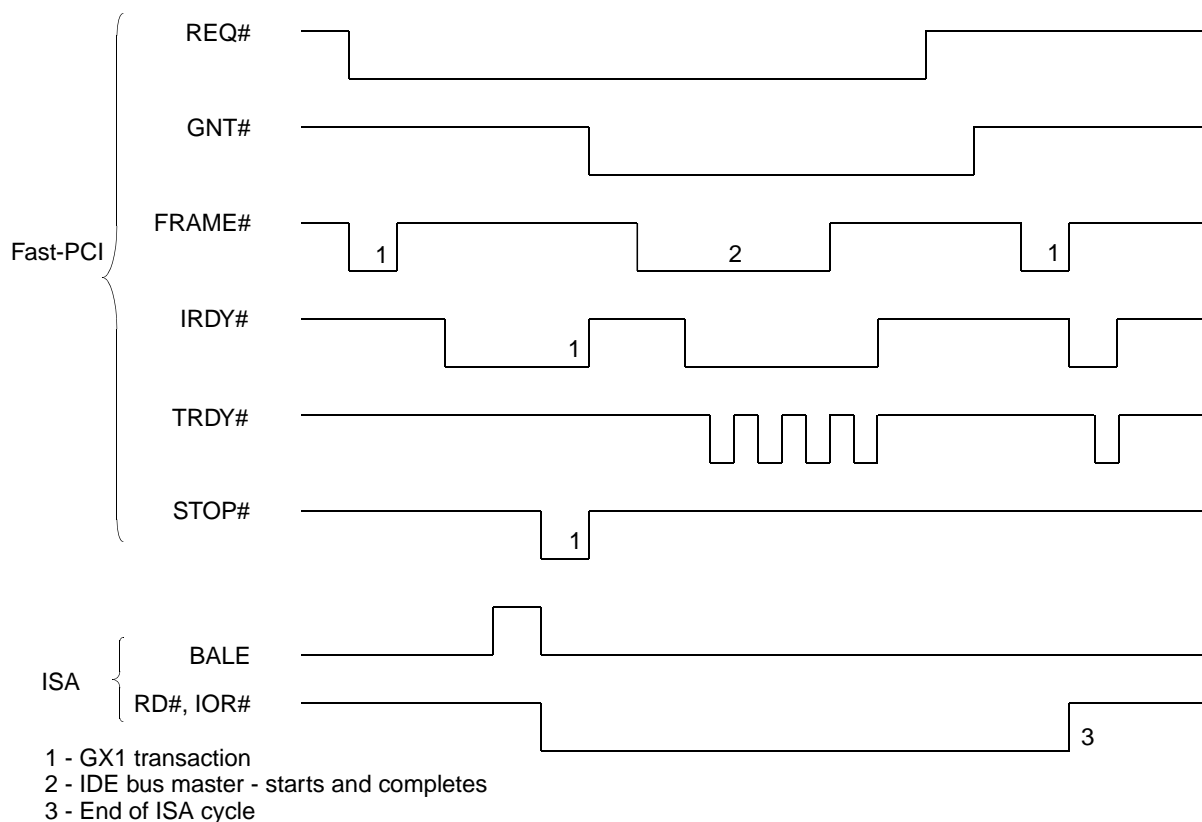 REQ#
GNT#
FRAME#
1
2
1
Fast-PCI
IRDY#
1
TRDY#
STOP#
1
BALE
ISA
RD#, IOR#
3
1 - GX1 transaction
2 - IDE bus master - starts and completes
3 - End of ISA cycle